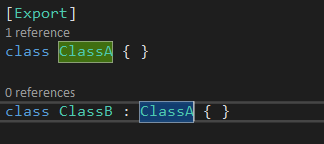 [Export]
1 reference
class ClassA { }
0 references
class ClassB : ClassA { }